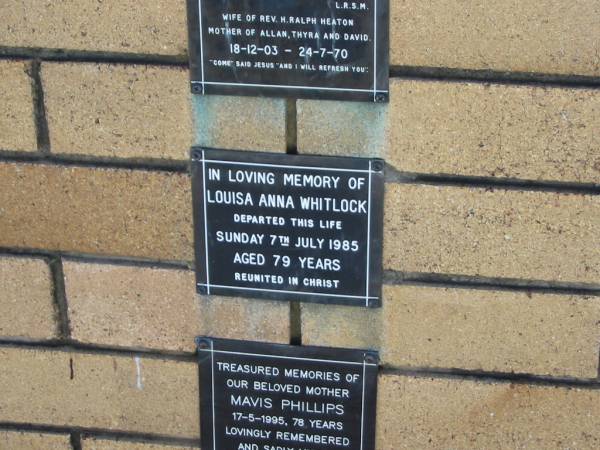 L.R.S.M.
WIFE OF REV. H. RALPH HEATON
MOTHER OF ALLAN, THYRA AND DAVID.
18-12-03 - 24-7-70
"COME" SAID JESUS "AND I WILL REFRESH YOU".
IN LOVING MEMORY OF
LOUISA ANNA WHITLOCK
DEPARTED THIS LIFE
SUNDAY 7TH JULY 1985
AGED 79 YEARS
REUNITED IN CHRIST
TREASURED MEMORIES OF
OUR BELOVED MOTHER
MAVIS PHILLIPS
17-5-1995, 78 YEARS
LOVINGLY REMEMBERED
AND SADLY